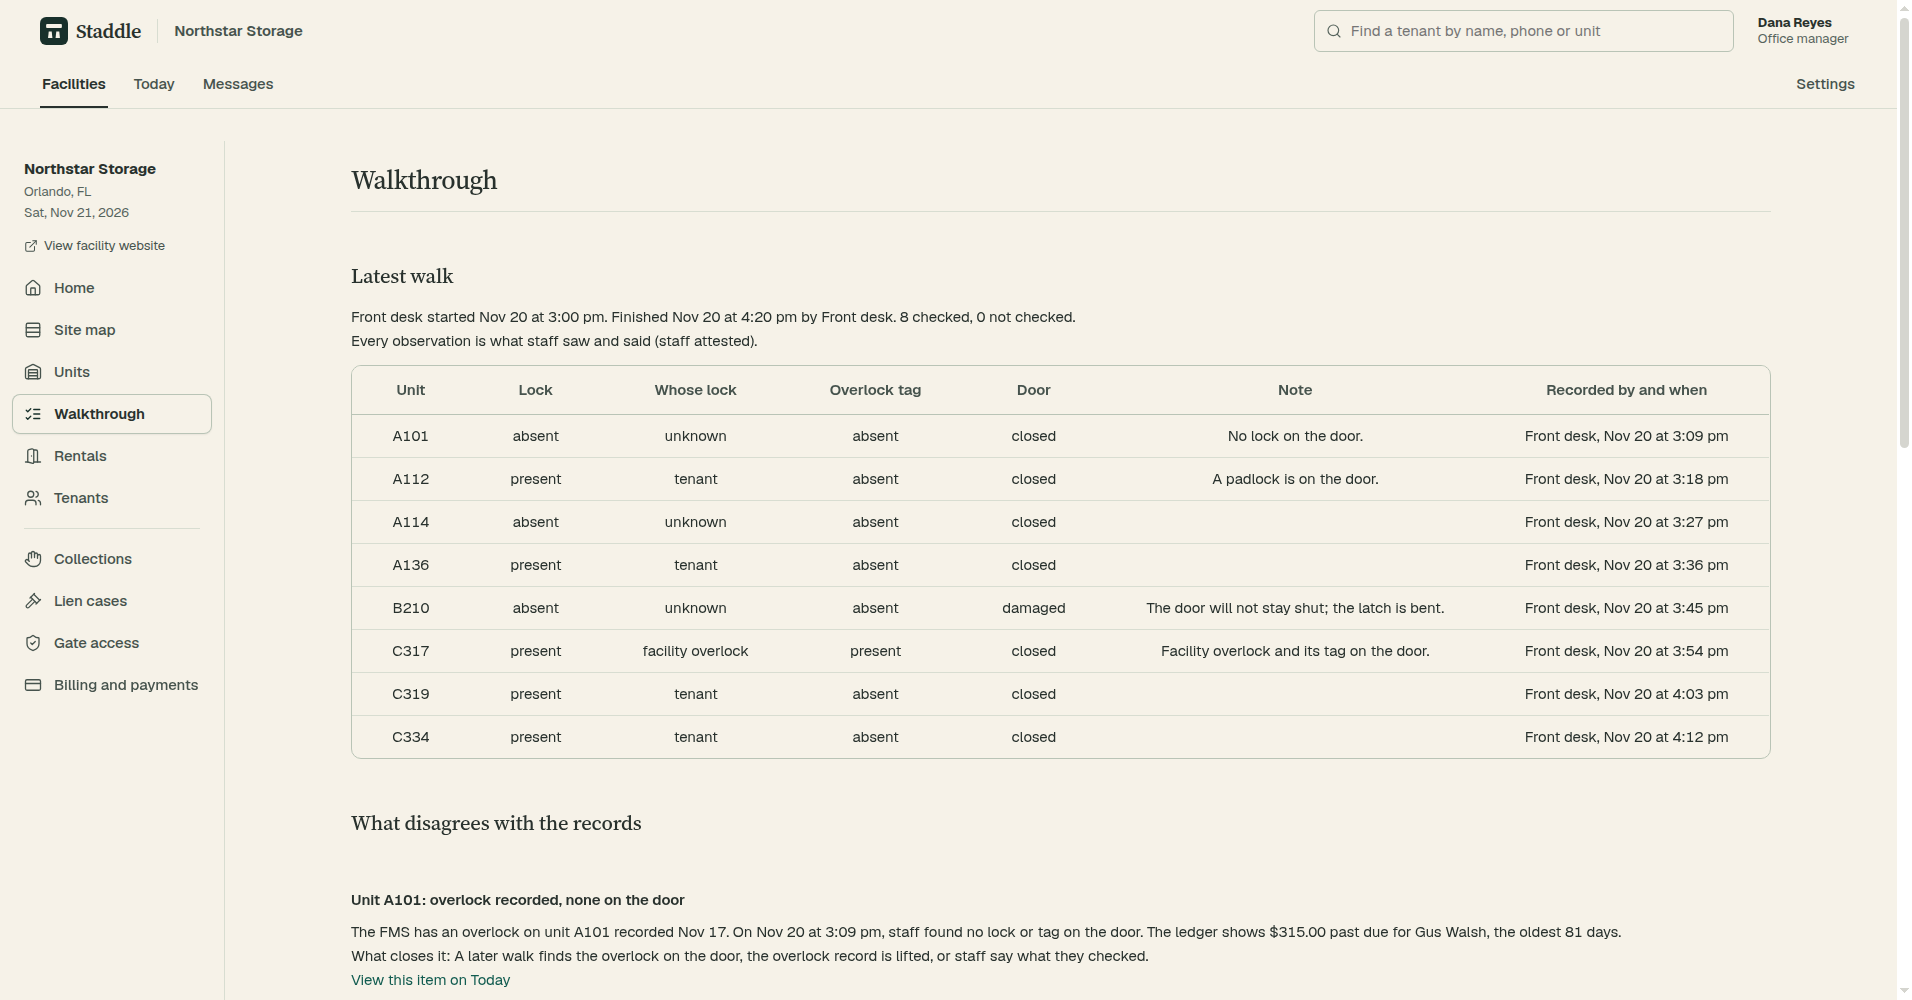 Staddle
Northstar Storage
Find a tenant by name, phone or unit
Dana Reyes
Office manager
Facilities
Today
Messages
Settings
Northstar Storage
Orlando, FL
Sat, Nov 21, 2026
View facility website
Home
Site map
Units
Walkthrough
Rentals
Tenants
Collections
Lien cases
Gate access
Billing and payments
Walkthrough
Latest walk
Front desk started Nov 20 at 3:00 pm. Finished Nov 20 at 4:20 pm by Front desk. 8 checked, 0 not checked.
Every observation is what staff saw and said (staff attested).
Unit Lock Whose lock Overlock tag Door Note Recorded by and when
A101 absent unknown absent closed No lock on the door. Front desk, Nov 20 at 3:09 pm
A112 present tenant absent closed A padlock is on the door. Front desk, Nov 20 at 3:18 pm
A114 absent unknown absent closed Front desk, Nov 20 at 3:27 pm
A136 present tenant absent closed Front desk, Nov 20 at 3:36 pm
B210 absent unknown absent damaged The door will not stay shut; the latch is bent. Front desk, Nov 20 at 3:45 pm
C317 present facility overlock present closed Facility overlock and its tag on the door. Front desk, Nov 20 at 3:54 pm
C319 present tenant absent closed Front desk, Nov 20 at 4:03 pm
C334 present tenant absent closed Front desk, Nov 20 at 4:12 pm
What disagrees with the records
Unit A101: overlock recorded, none on the door
The FMS has an overlock on unit A101 recorded Nov 17. On Nov 20 at 3:09 pm, staff found no lock or tag on the door. The ledger shows $315.00 past due for Gus Walsh, the oldest 81 days.
What closes it: A later walk finds the overlock on the door, the overlock record is lifted, or staff say what they checked.
View this item on Today